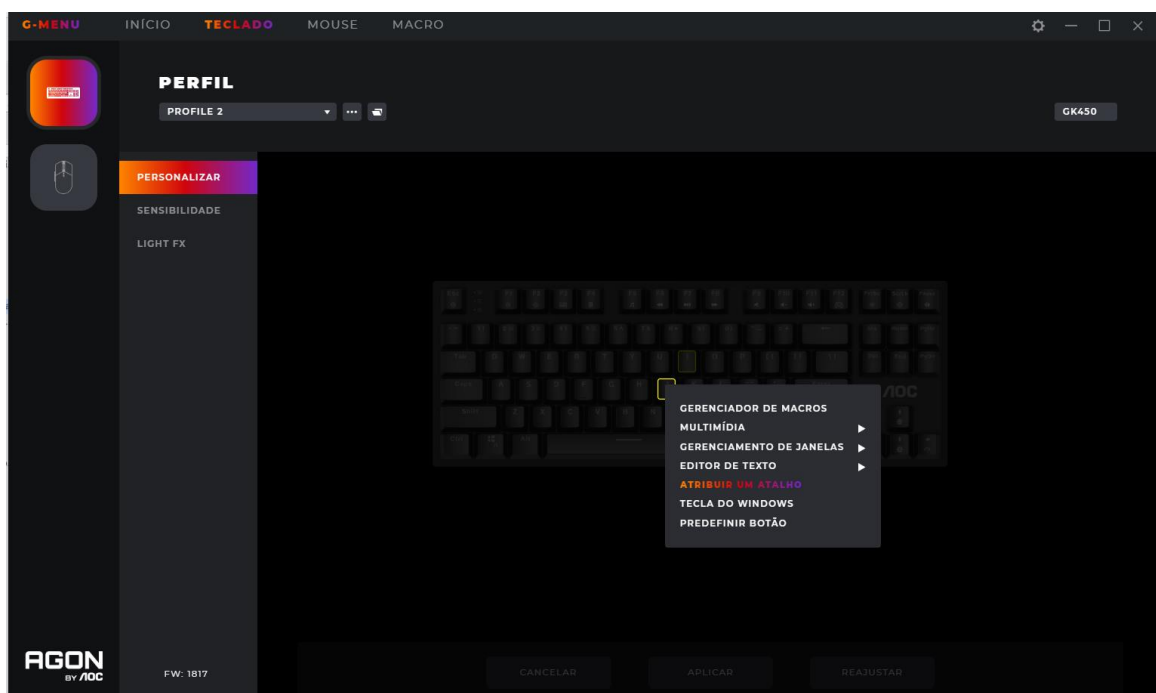 G-MENU INÍCIO TECLADO MOUSE MACRO
PERFIL
PROFILE 2
GK450
PERSONALIZAR
SENSIBILIDADE
LIGHT FX
AOC
GERENCIADOR DE MACROS
MULTIMÍDIA
GERENCIAMENTO DE JANELAS
EDITOR DE TEXTO
ATRIBUIR UM ATALHO
TECLA DO WINDOWS
PREDEFINIR BOTÃO
AGON
BY AOC
FW: 1817
CANCELAR APLICAR REAJUSTAR